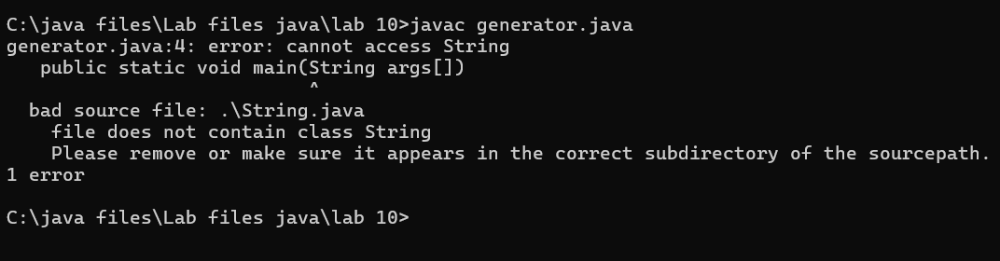 C:\java files\Lab files java\lab 10>javac generator.java
generator.java:4: error: cannot access String
   public static void main(String args[])
                           ^
  bad source file: .\String.java
    file does not contain class String
    Please remove or make sure it appears in the correct subdirectory of the sourcepath.
1 error
C:\java files\Lab files java\lab 10>